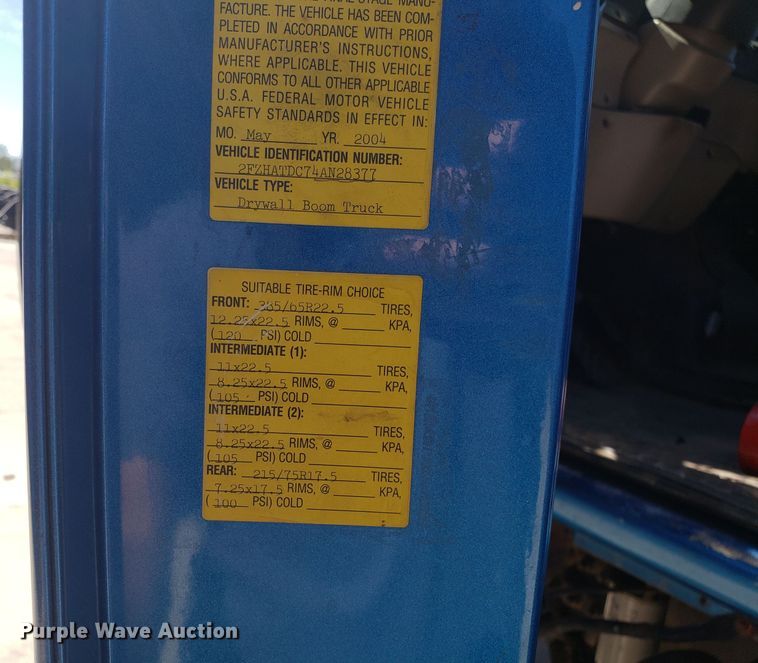 FACTURE. THE VEHICLE HAS BEEN COM-
PLETED IN ACCORDANCE WITH PRIOR
MANUFACTURER'S INSTRUCTIONS,
WHERE APPLICABLE. THIS VEHICLE
CONFORMS TO ALL OTHER APPLICABLE
U.S.A. FEDERAL MOTOR VEHICLE
SAFETY STANDARDS IN EFFECT IN:
MO. May YR. 2004
VEHICLE IDENTIFICATION NUMBER:
2FZHATDC74AN28377
VEHICLE TYPE:
Drywall Boom Truck
SUITABLE TIRE-RIM CHOICE
FRONT: 365/65R22.5 TIRES,
12.25x22.5 RIMS, @ KPA,
(120 PSI) COLD
INTERMEDIATE (1):
11x22.5 TIRES,
8.25x22.5 RIMS, @ KPA,
(105 PSI) COLD
INTERMEDIATE (2):
11x22.5 TIRES,
8.25x22.5 RIMS, @ KPA,
(105 PSI) COLD
REAR: 215/75R17.5 TIRES,
7.25x17.5 RIMS, @ KPA,
(100 PSI) COLD
Purple Wave Auction